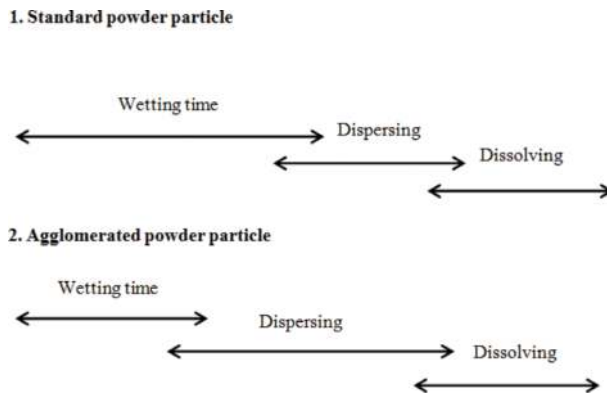 1. Standard powder particle
Wetting time
Dispersing
Dissolving
2. Agglomerated powder particle
Wetting time
Dispersing
Dissolving